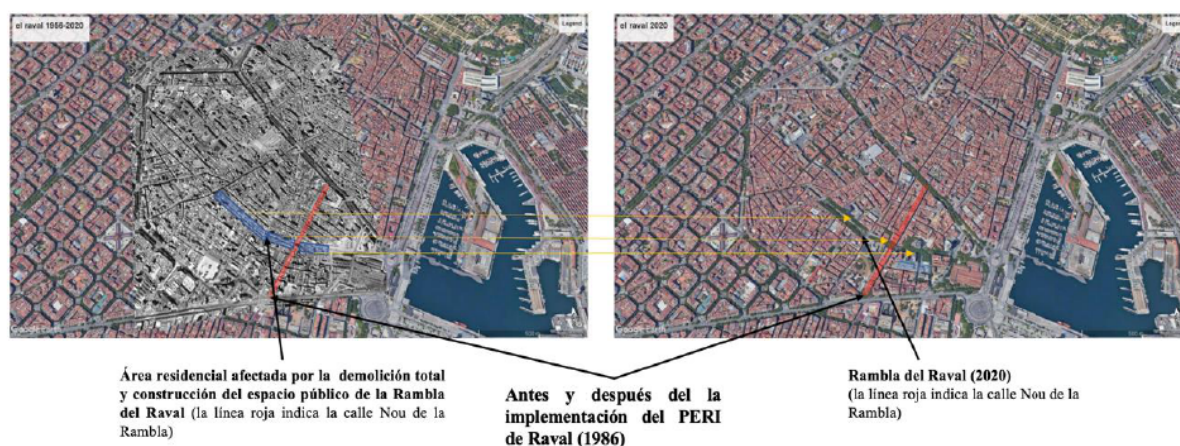 el raval 1956-2020
Legend
el raval 2020
Legend
Google Earth
Google Earth
Área residencial afectada por la demolición total
y construcción del espacio público de la Rambla
del Raval (la línea roja indica la calle Nou de la
Rambla)
Antes y después del la
implementación del PERI
de Raval (1986)
Rambla del Raval (2020)
(la línea roja indica la calle Nou de la
Rambla)